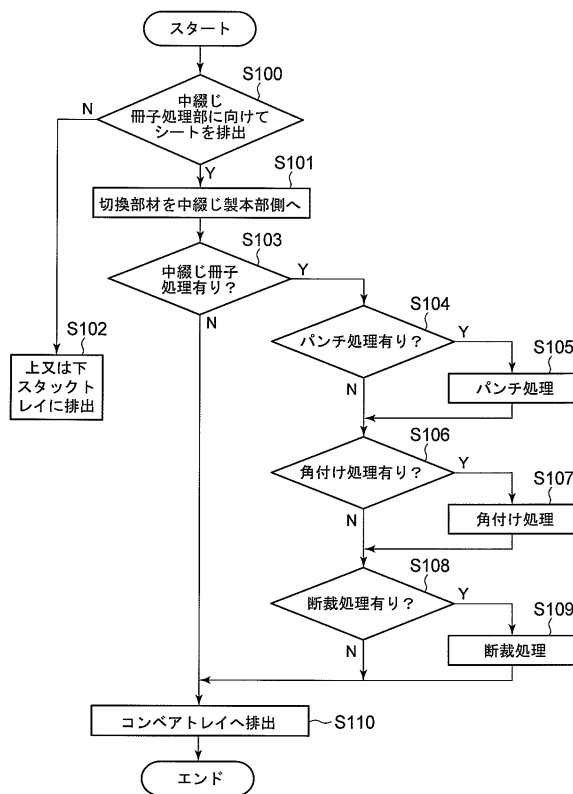 スタート
S100
中綴じ
冊子処理部に向けて
シートを排出
N
Y
S101
切換部材を中綴じ製本部側へ
S103
中綴じ冊子
処理有り？
Y
N
S102
上又は下
スタックト
レイに排出
S104
パンチ処理有り？
Y
N
S105
パンチ処理
S106
角付け処理有り？
Y
N
S107
角付け処理
S108
断裁処理有り？
Y
N
S109
断裁処理
コンベアトレイへ排出
S110
エンド